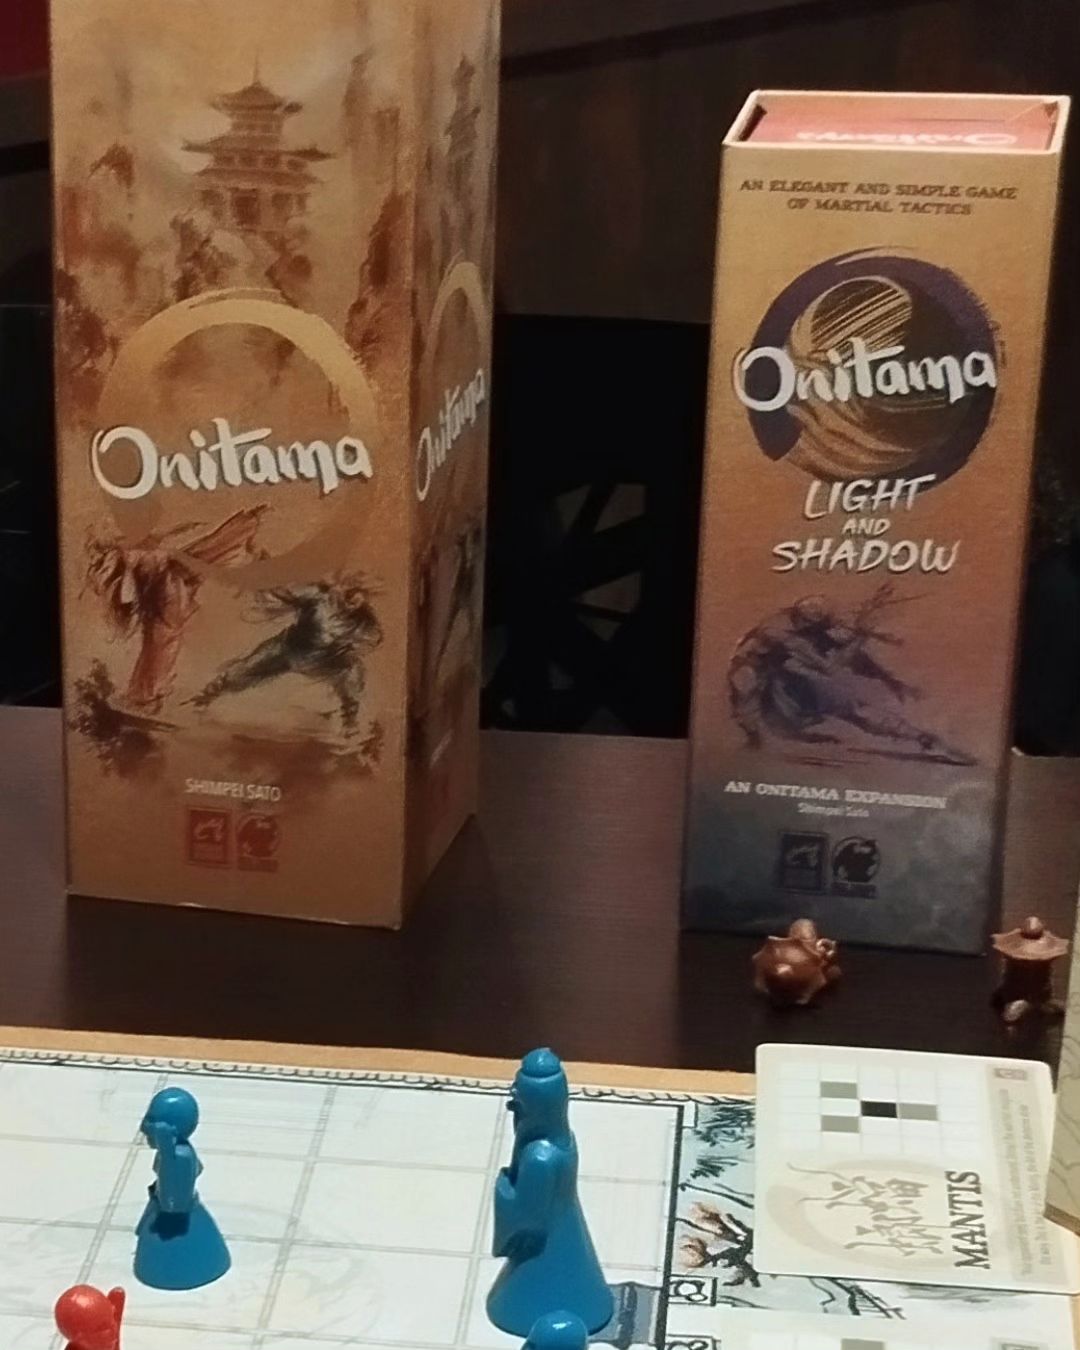 Onitama
SHIMPEI SATO
Onitama
AN ELEGANT AND SIMPLE GAME
OF MARTIAL TACTICS
Onitama
LIGHT
AND
SHADOW
AN ONITAMA EXPANSION
Shimpei Sato
MANTIS